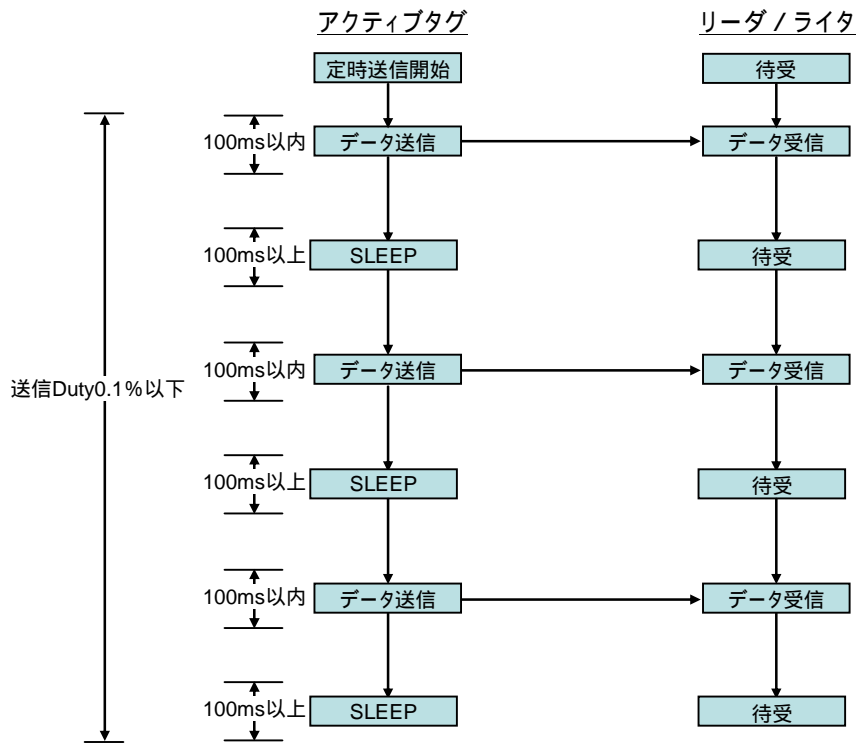 アクティブタグ リーダ / ライタ
定時送信開始 待受
100ms以内 データ送信 データ受信
100ms以上 SLEEP 待受
100ms以内 データ送信 データ受信
送信Duty0.1%以下
100ms以上 SLEEP 待受
100ms以内 データ送信 データ受信
100ms以上 SLEEP 待受